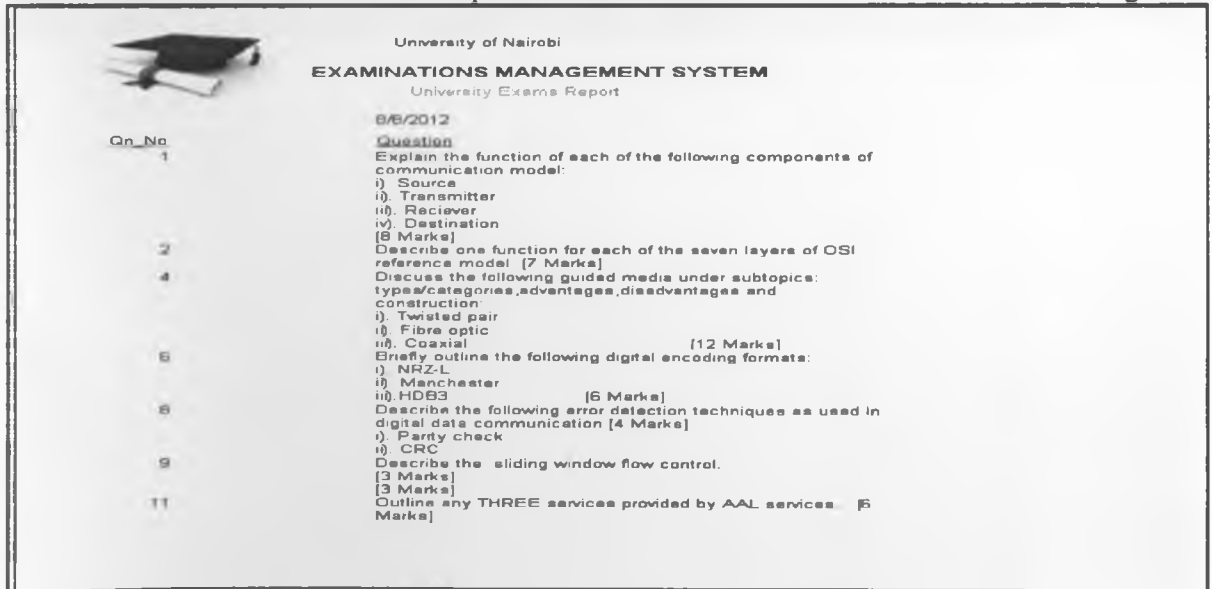 University of Nairobi
EXAMINATIONS MANAGEMENT SYSTEM
University Exams Report
8/8/2012
Qn_No Question
1 Explain the function of each of the following components of
communication model:
i) Source
ii). Transmitter
iii). Reciever
iv). Destination
[8 Marks]
2 Describe one function for each of the seven layers of OSI
reference model [7 Marks]
4 Discuss the following guided media under subtopics:
types/categories,advantages,disadvantages and
construction:
i). Twisted pair
ii). Fibre optic
iii). Coaxial [12 Marks]
6 Briefly outline the following digital encoding formats:
i) NRZ-L
ii) Manchester
iii).HDB3 [6 Marks]
8 Describe the following error detection techniques as used in
digital data communication [4 Marks]
i). Parity check
ii). CRC
9 Describe the sliding window flow control.
[3 Marks]
[3 Marks]
11 Outline any THREE services provided by AAL services [6
Marks]